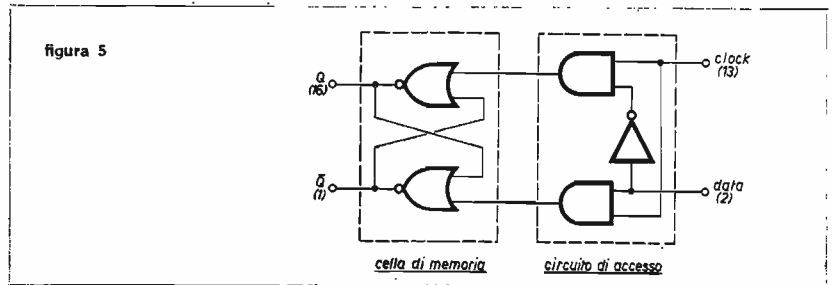 figura 5
Q
(16)
clock
(13)
Q̄
(1)
data
(2)
cella di memoria
circuito di accesso